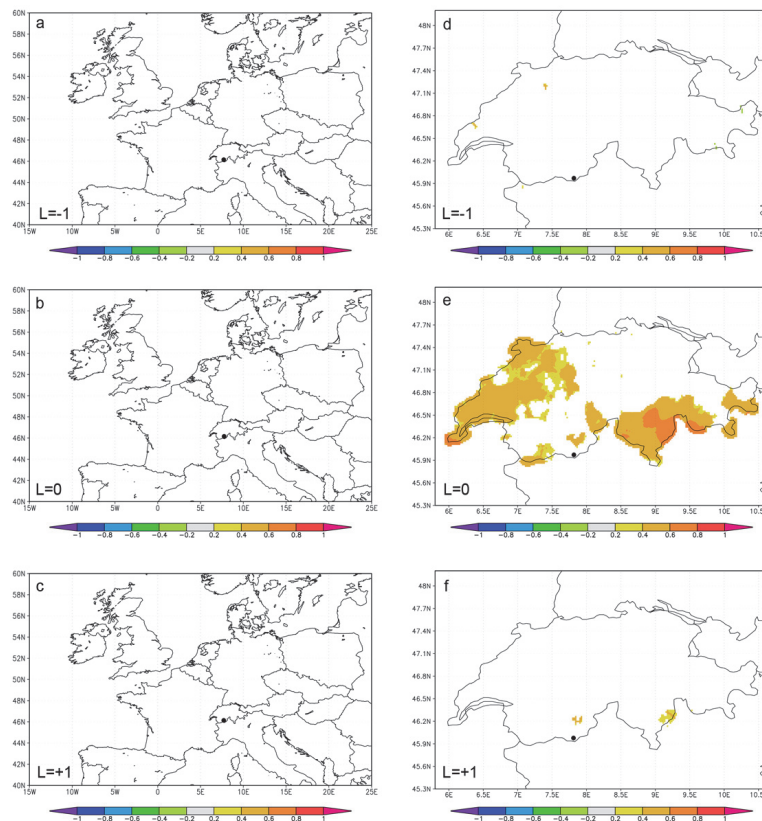 a
60N
58N
56N
54N
52N
50N
48N
46N
44N
42N
40N
L=-1
15W 10W 5W 0 5E 10E 15E 20E 25E
-1 -0.8 -0.6 -0.4 -0.2 0.2 0.4 0.6 0.8 1
d
48N
47.7N
47.4N
47.1N
46.8N
46.5N
46.2N
45.9N
45.6N
45.3N
L=-1
6E 6.5E 7E 7.5E 8E 8.5E 9E 9.5E 10E 10.5E
-1 -0.8 -0.6 -0.4 -0.2 0.2 0.4 0.6 0.8 1
b
60N
58N
56N
54N
52N
50N
48N
46N
44N
42N
40N
L=0
15W 10W 5W 0 5E 10E 15E 20E 25E
-1 -0.8 -0.6 -0.4 -0.2 0.2 0.4 0.6 0.8 1
e
48N
47.7N
47.4N
47.1N
46.8N
46.5N
46.2N
45.9N
45.6N
45.3N
L=0
6E 6.5E 7E 7.5E 8E 8.5E 9E 9.5E 10E 10.5E
-1 -0.8 -0.6 -0.4 -0.2 0.2 0.4 0.6 0.8 1
c
60N
58N
56N
54N
52N
50N
48N
46N
44N
42N
40N
L=+1
15W 10W 5W 0 5E 10E 15E 20E 25E
-1 -0.8 -0.6 -0.4 -0.2 0.2 0.4 0.6 0.8 1
f
48N
47.7N
47.4N
47.1N
46.8N
46.5N
46.2N
45.9N
45.6N
45.3N
L=+1
6E 6.5E 7E 7.5E 8E 8.5E 9E 9.5E 10E 10.5E
-1 -0.8 -0.6 -0.4 -0.2 0.2 0.4 0.6 0.8 1